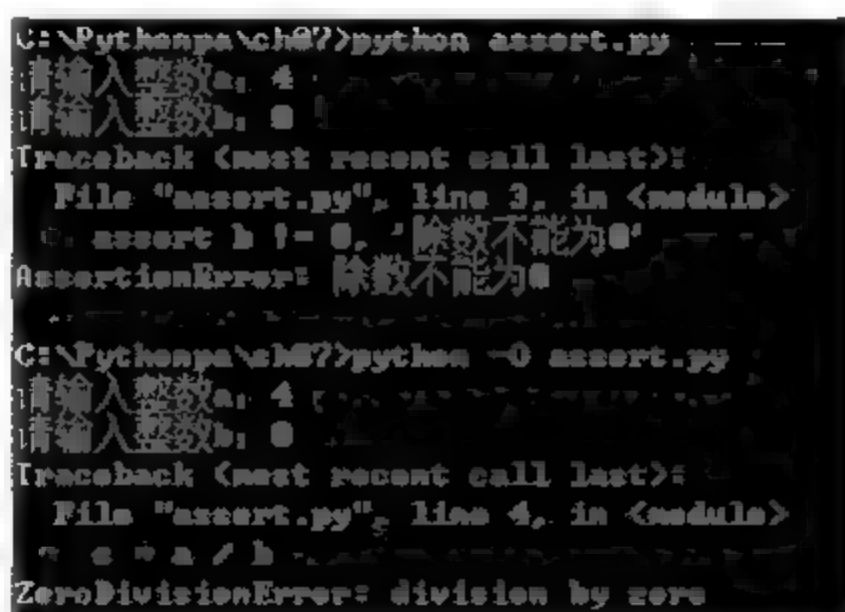 C:\Pythonpa\ch07>python assert.py
请输入整数a: 4
请输入整数b: 0
Traceback (most recent call last):
File "assert.py", line 3, in <module>
assert b != 0, '除数不能为0'
AssertionError: 除数不能为0
C:\Pythonpa\ch07>python -O assert.py
请输入整数a: 4
请输入整数b: 0
Traceback (most recent call last):
File "assert.py", line 4, in <module>
c = a / b
ZeroDivisionError: division by zero